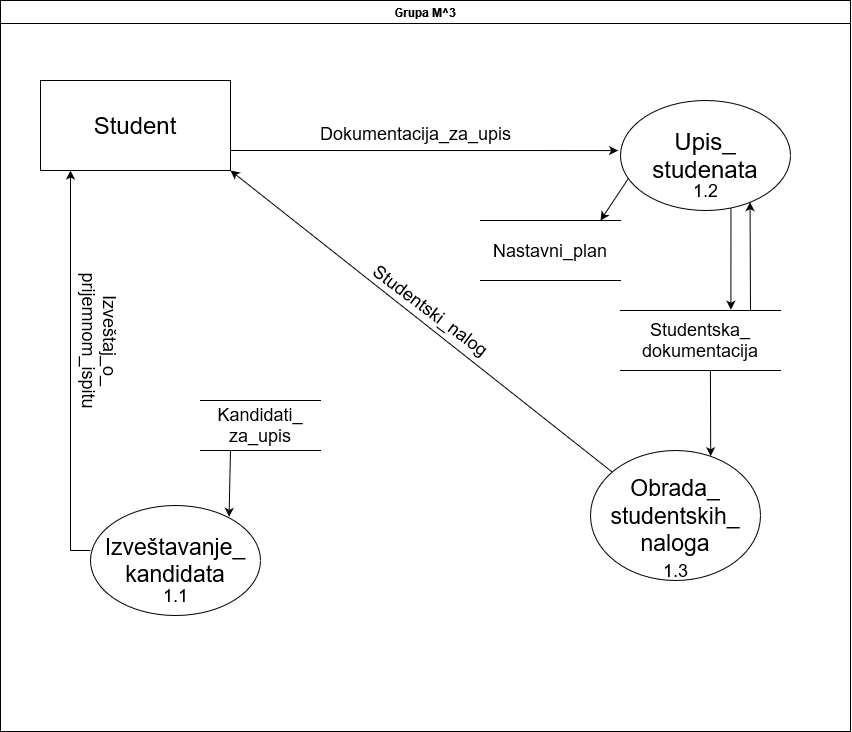 Grupa M^3
Student
Dokumentacija_za_upis
Upis_
studenata
1.2
Nastavni_plan
Studentski_nalog
Izveštaj_o_
prijemnom_ispitu
Studentska_
dokumentacija
Kandidati_
za_upis
Obrada_
studentskih_
naloga
1.3
Izveštavanje_
kandidata
1.1